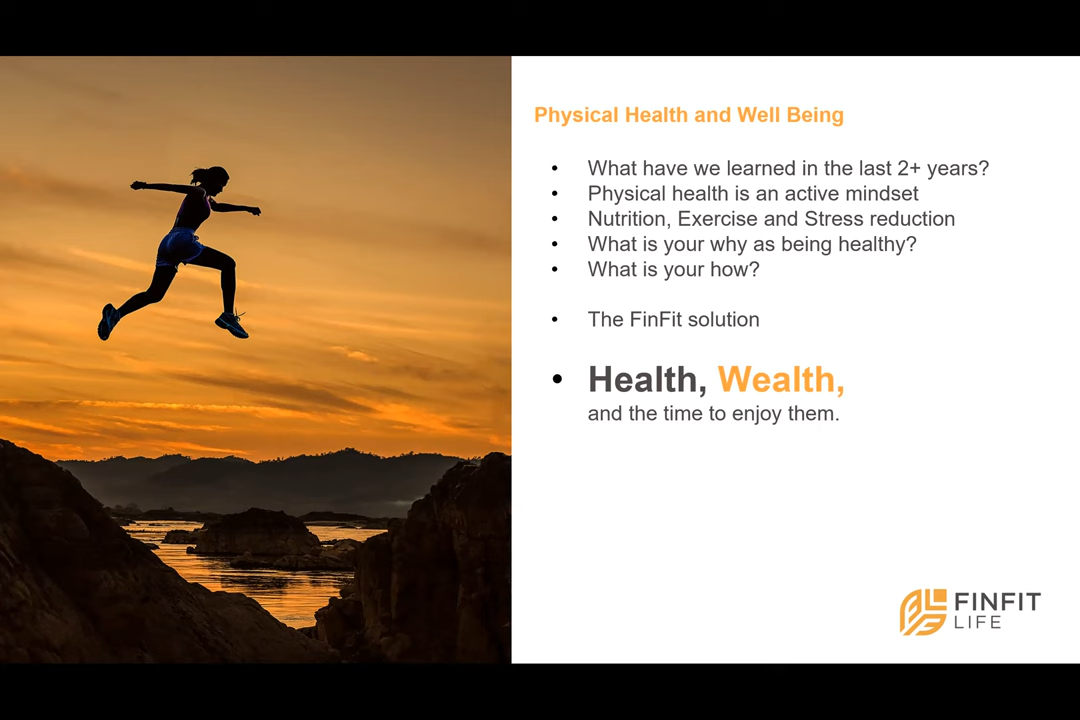 Physical Health and Well Being
• What have we learned in the last 2+ years?
• Physical health is an active mindset
• Nutrition, Exercise and Stress reduction
• What is your why as being healthy?
• What is your how?
• The FinFit solution
• Health, Wealth,
and the time to enjoy them.
FINFIT
LIFE